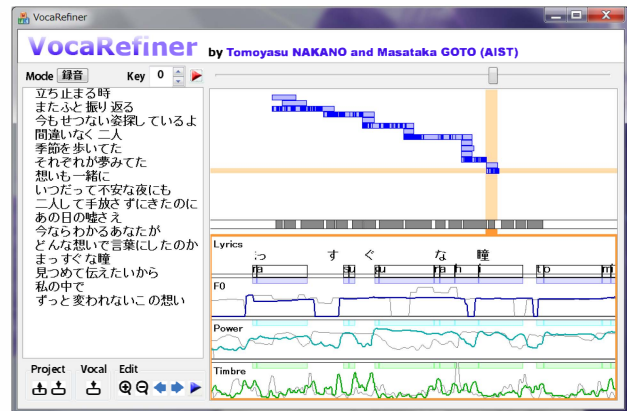 VocaRefiner
VocaRefiner by Tomoyasu NAKANO and Masataka GOTO (AIST)
Mode 録音 Key 0
立ち止まる時
またふと振り返る
今もせつない姿探しているよ
間違いなく二人
季節を歩いてた
それぞれが夢みてた
想いも一緒に
いつだって不安な夜にも
二人して手放さずにきたのに
あの日の嘘さえ
今ならわかるあなたが
どんな想いで言葉にしたのか
まっすぐな瞳
見つめて伝えたいから
私の中で
ずっと変われないこの想い
Lyrics
っ す ぐ な 瞳
ma su gu na h i to mi
F0
Power
Timbre
Project Vocal Edit